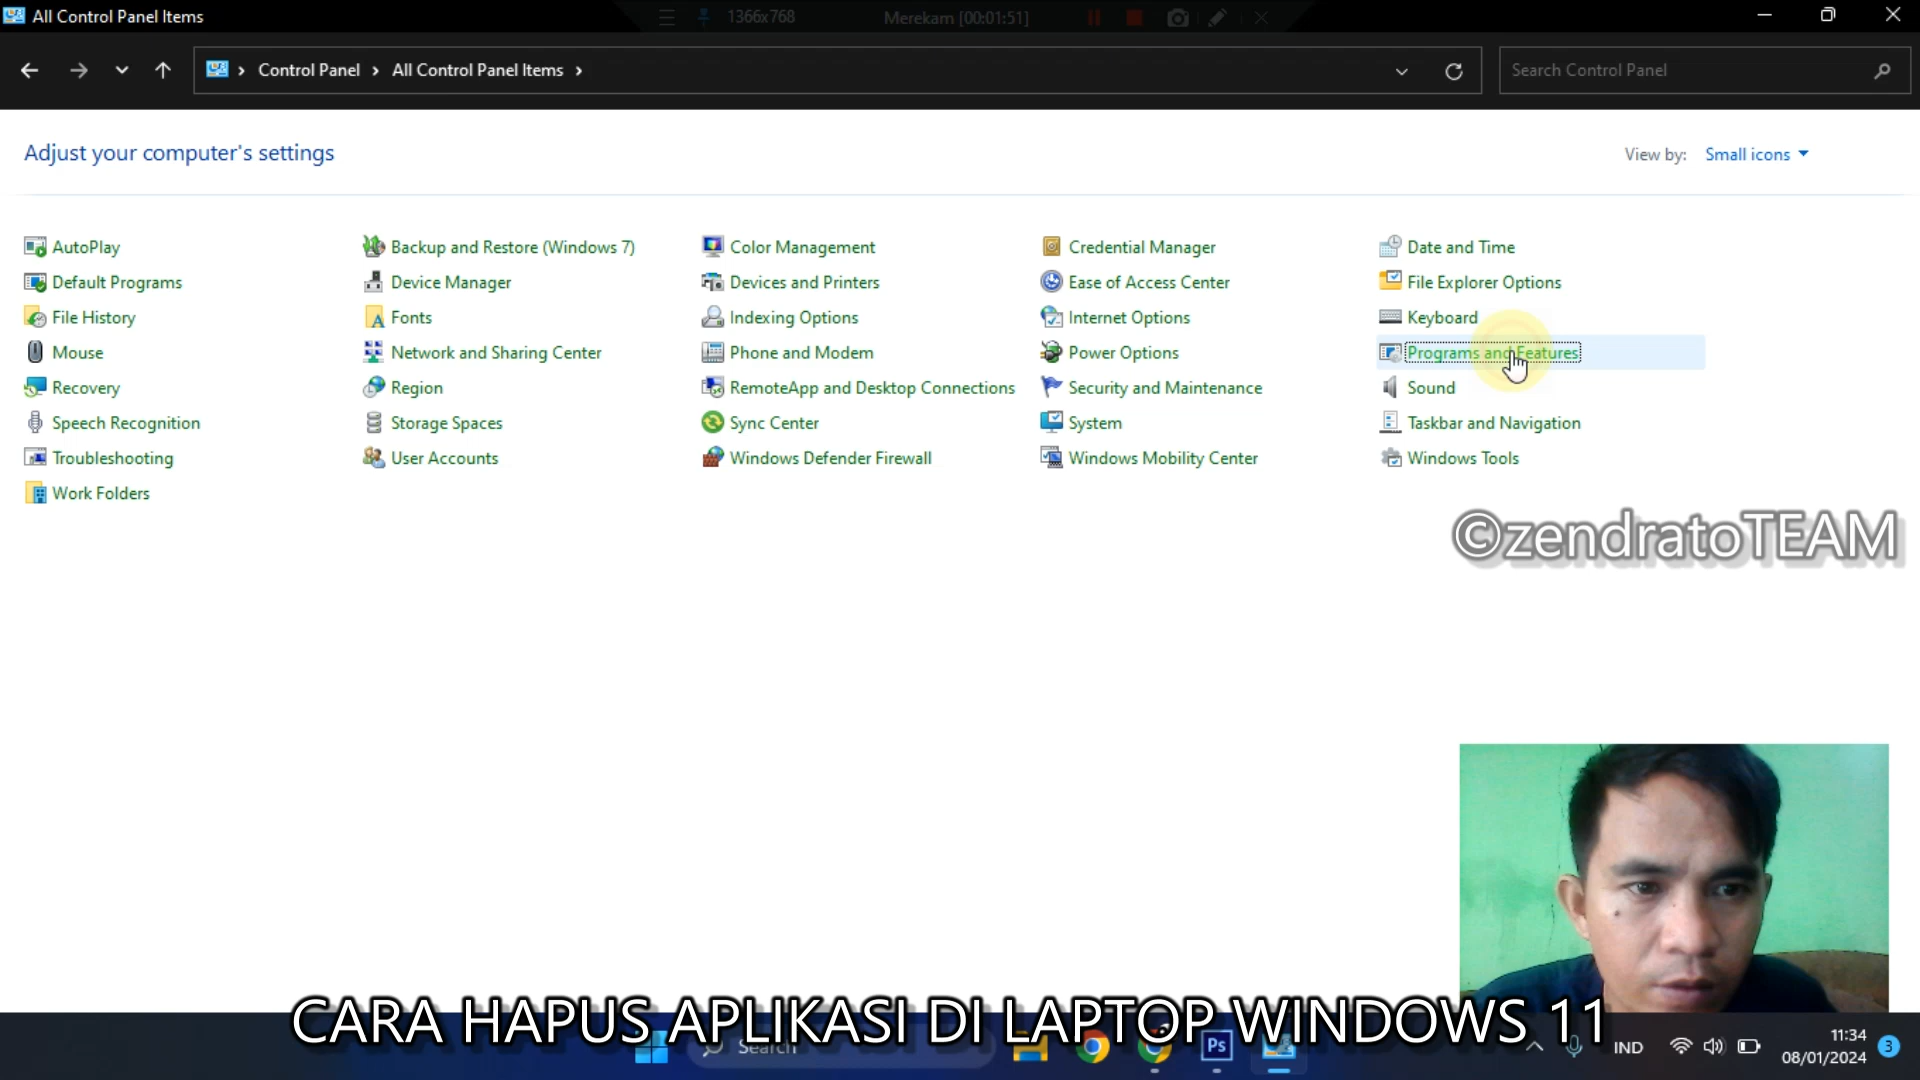 All Control Panel Items
1366x768
Merekam [00:01:51]
Control Panel > All Control Panel Items >
Search Control Panel
Adjust your computer's settings
View by: Small icons
AutoPlay
Backup and Restore (Windows 7)
Color Management
Credential Manager
Date and Time
Default Programs
Device Manager
Devices and Printers
Ease of Access Center
File Explorer Options
File History
Fonts
Indexing Options
Internet Options
Keyboard
Mouse
Network and Sharing Center
Phone and Modem
Power Options
Programs and Features
Recovery
Region
RemoteApp and Desktop Connections
Security and Maintenance
Sound
Speech Recognition
Storage Spaces
Sync Center
System
Taskbar and Navigation
Troubleshooting
User Accounts
Windows Defender Firewall
Windows Mobility Center
Windows Tools
Work Folders
©zendratoTEAM
CARA HAPUS APLIKASI DI LAPTOP WINDOWS 11
Search
Ps
IND
11:34
08/01/2024
3